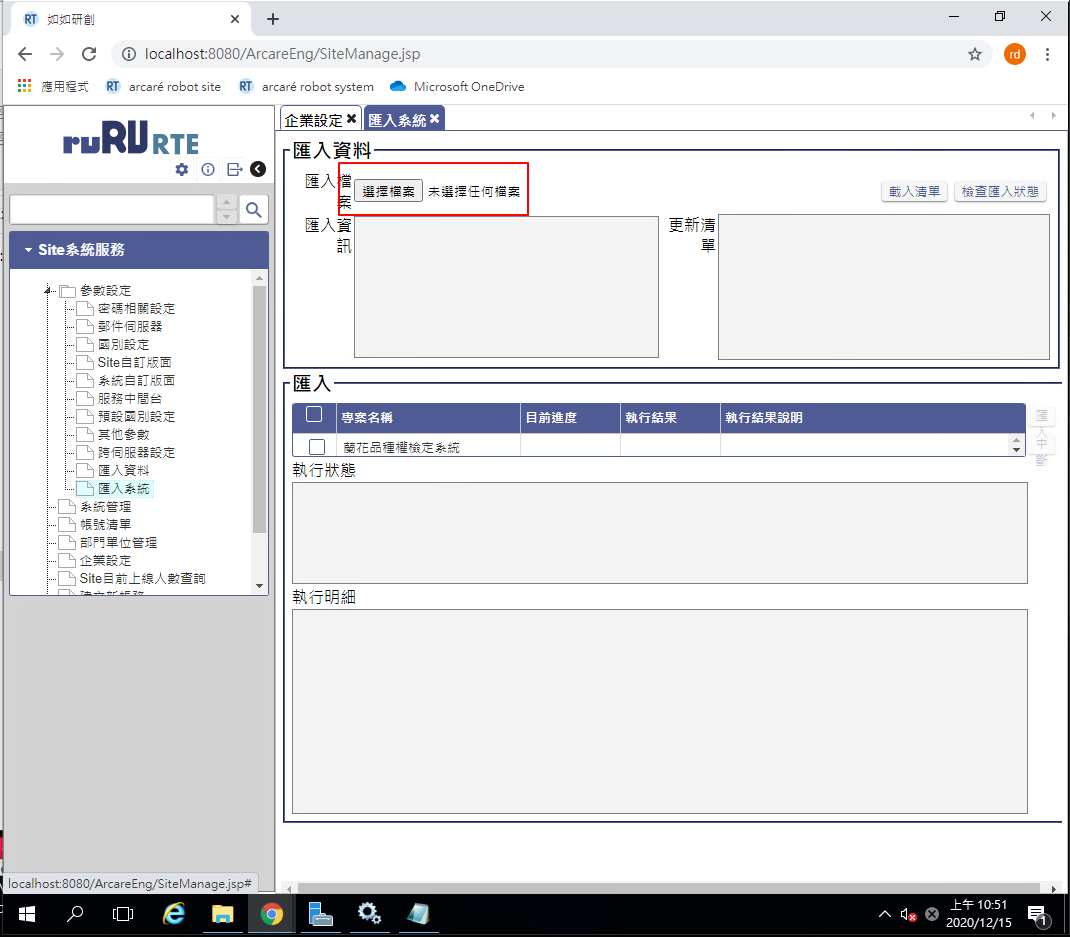 RT 如如研創
localhost:8080/ArcareEng/SiteManage.jsp
rd
應用程式 RT arcaré robot site RT arcaré robot system Microsoft OneDrive
企業設定 匯入系統
ruRU RTE
匯入資料
匯入檔
案
選擇檔案 未選擇任何檔案
載入清單 檢查匯入狀態
匯入資
訊
更新清
單
Site系統服務
參數設定
密碼相關設定
郵件伺服器
國別設定
Site自訂版面
系統自訂版面
服務中間台
預設國別設定
其他參數
跨伺服器設定
匯入資料
匯入系統
系統管理
帳號清單
部門單位管理
企業設定
Site目前上線人數查詢
匯入
專案名稱 目前進度 執行結果 執行結果說明
蘭花品種權檢定系統
匯
入
中
斷
執行狀態
執行明細
localhost:8080/ArcareEng/SiteManage.jsp#
上午 10:51
2020/12/15
1